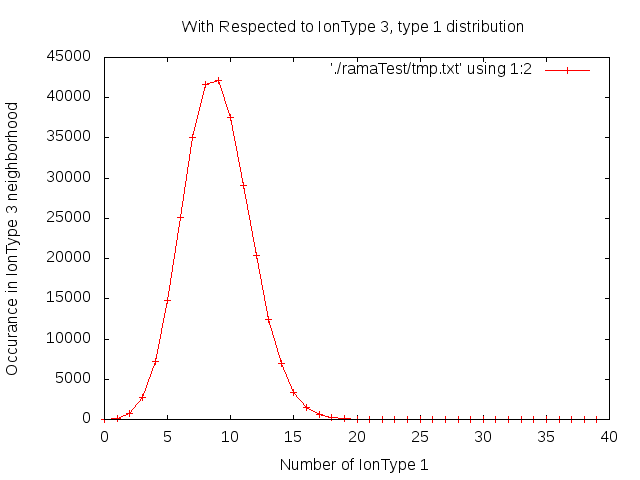 With Respected to IonType 3, type 1 distribution
'./ramaTest/tmp.txt' using 1:2
45000
40000
35000
30000
25000
20000
15000
10000
5000
0
Occurance in IonType 3 neighborhood
0 5 10 15 20 25 30 35 40
Number of IonType 1